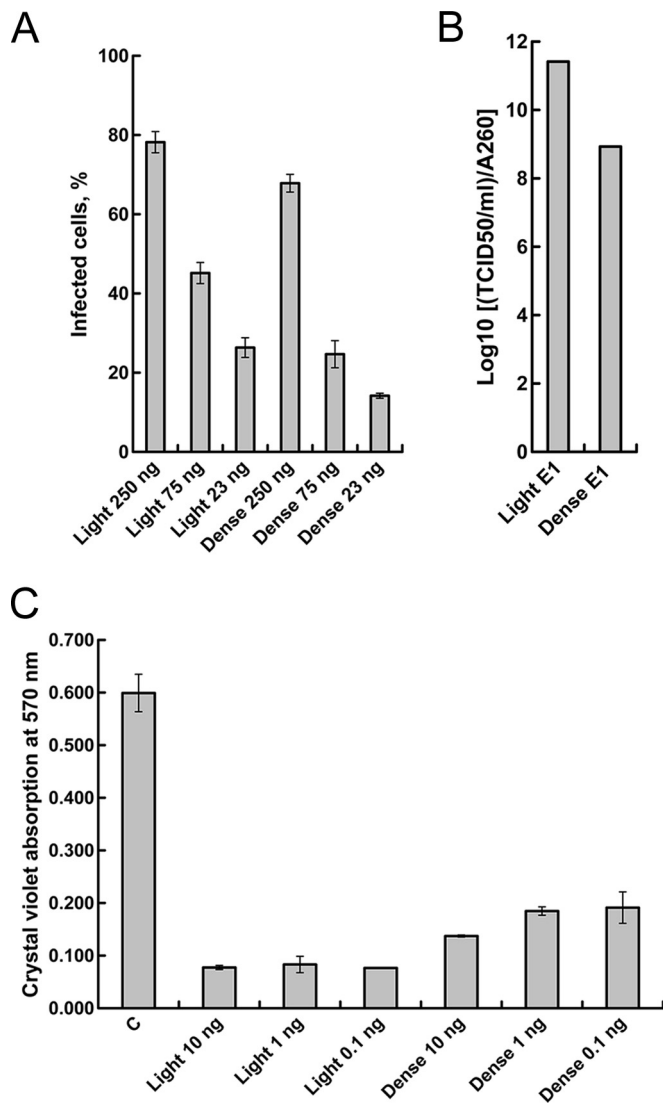 A
Infected cells, %
100
80
60
40
20
0
Light 250 ng
Light 75 ng
Light 23 ng
Dense 250 ng
Dense 75 ng
Dense 23 ng
B
Log10 [(TCID50/ml)/A260]
12
11
10
8
6
4
2
0
Light E1
Dense E1
C
Crystal violet absorption at 570 nm
0.700
0.600
0.500
0.400
0.300
0.200
0.100
0.000
C
Light 10 ng
Light 1 ng
Light 0.1 ng
Dense 10 ng
Dense 1 ng
Dense 0.1 ng